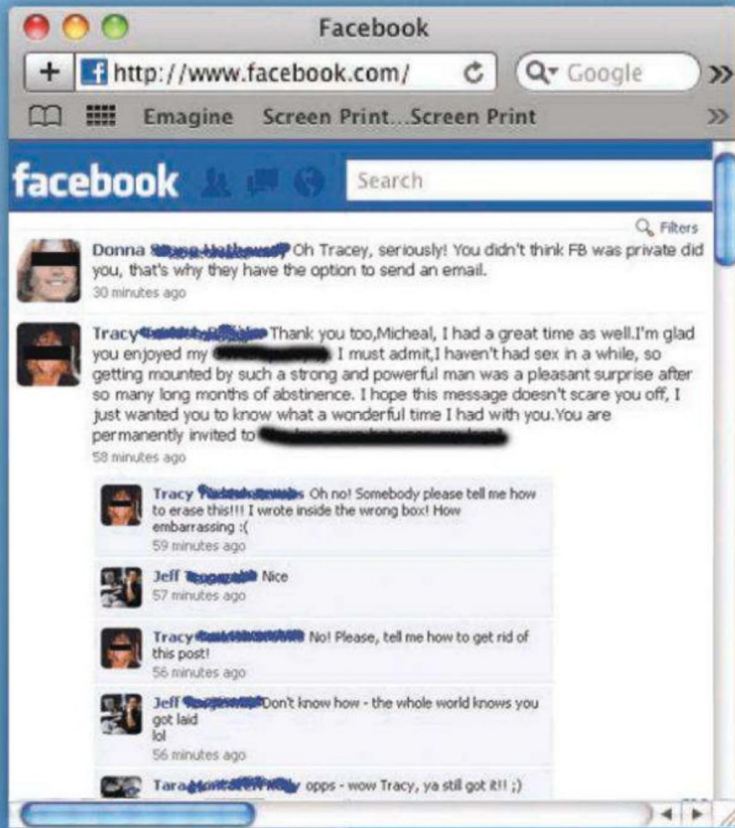 Facebook
+ f http://www.facebook.com/ Google
Emagine Screen Print...Screen Print
facebook Search
Filters
Donna Oh Tracey, seriously! You didn't think FB was private did
you, that's why they have the option to send an email.
30 minutes ago
Tracy Thank you too,Micheal, I had a great time as well.I'm glad
you enjoyed my I must admit,I haven't had sex in a while, so
getting mounted by such a strong and powerful man was a pleasant surprise after
so many long months of abstinence. I hope this message doesn't scare you off, I
just wanted you to know what a wonderful time I had with you.You are
permanently invited to
58 minutes ago
Tracy Oh no! Somebody please tell me how
to erase this!!! I wrote inside the wrong box! How
embarrassing :(
59 minutes ago
Jeff Nice
57 minutes ago
Tracy No! Please, tell me how to get rid of
this post!
56 minutes ago
Jeff Don't know how - the whole world knows you
got laid
lol
56 minutes ago
Tara opps - wow Tracy, ya still got it!! ;)